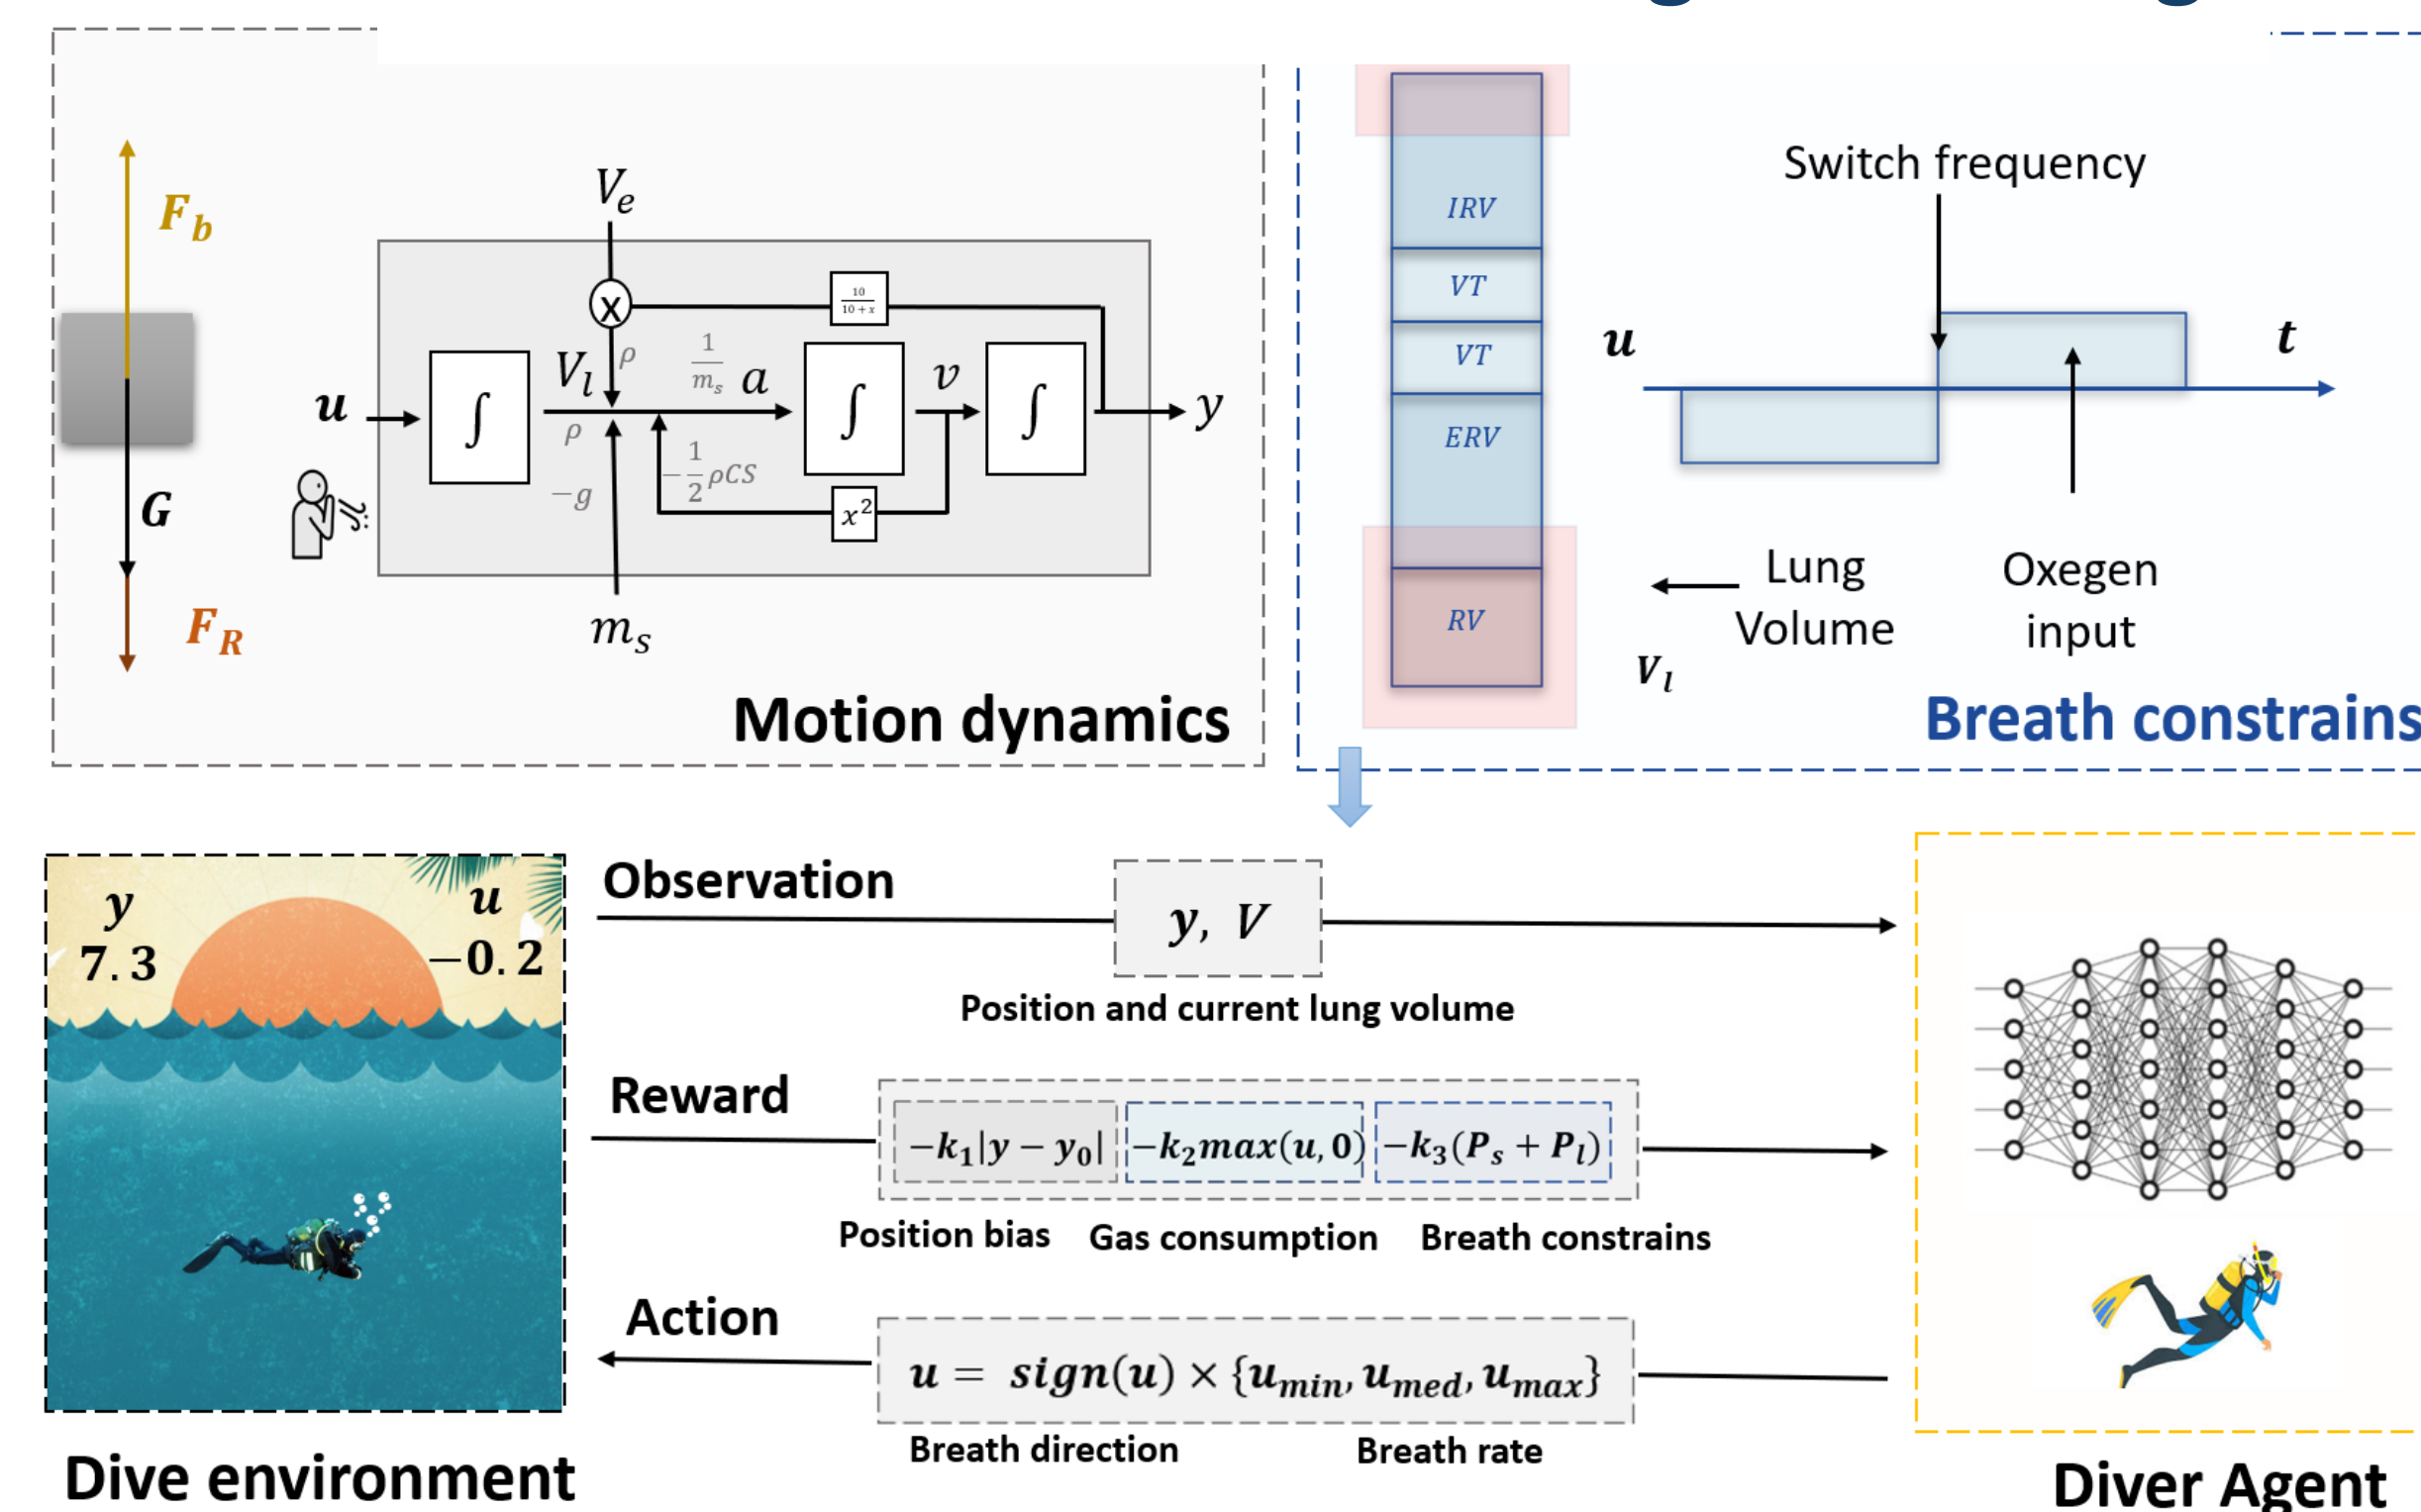 F_b
G
F_R
V_e
10
10 + x
X
u
∫
V_l
ρ
ρ
−g
1
m_s
a
∫
v
∫
y
−1/2 ρCS
x²
m_s
Motion dynamics
IRV
VT
VT
ERV
RV
Switch frequency
u
t
Lung
Volume
V_l
Oxegen
input
Breath constrains
y
7.3
u
−0.2
Dive environment
Observation
y, V
Position and current lung volume
Reward
−k₁|y − y₀| −k₂max(u, 0) −k₃(P_s + P_l)
Position bias Gas consumption Breath constrains
Action
u = sign(u) × {u_min, u_med, u_max}
Breath direction Breath rate
Diver Agent